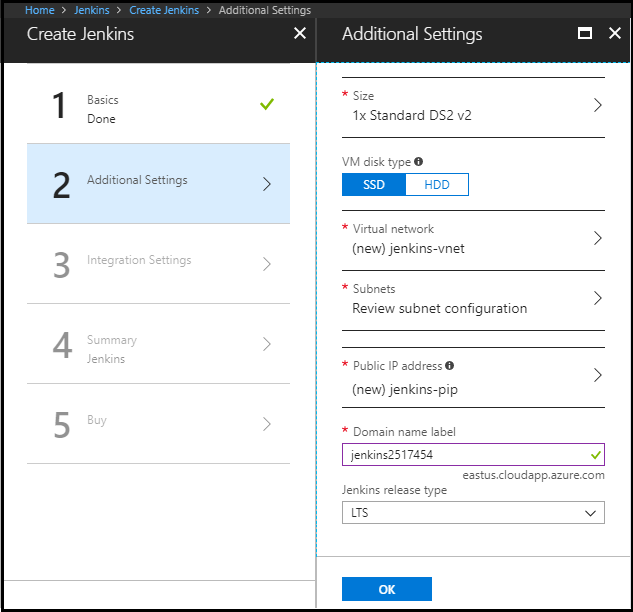 Home > Jenkins > Create Jenkins > Additional Settings
Create Jenkins
1
Basics
Done
2
Additional Settings
3
Integration Settings
4
Summary
Jenkins
5
Buy
Additional Settings
* Size
1x Standard DS2 v2
VM disk type
SSD HDD
* Virtual network
(new) jenkins-vnet
* Subnets
Review subnet configuration
* Public IP address
(new) jenkins-pip
* Domain name label
jenkins2517454
eastus.cloudapp.azure.com
Jenkins release type
LTS
OK